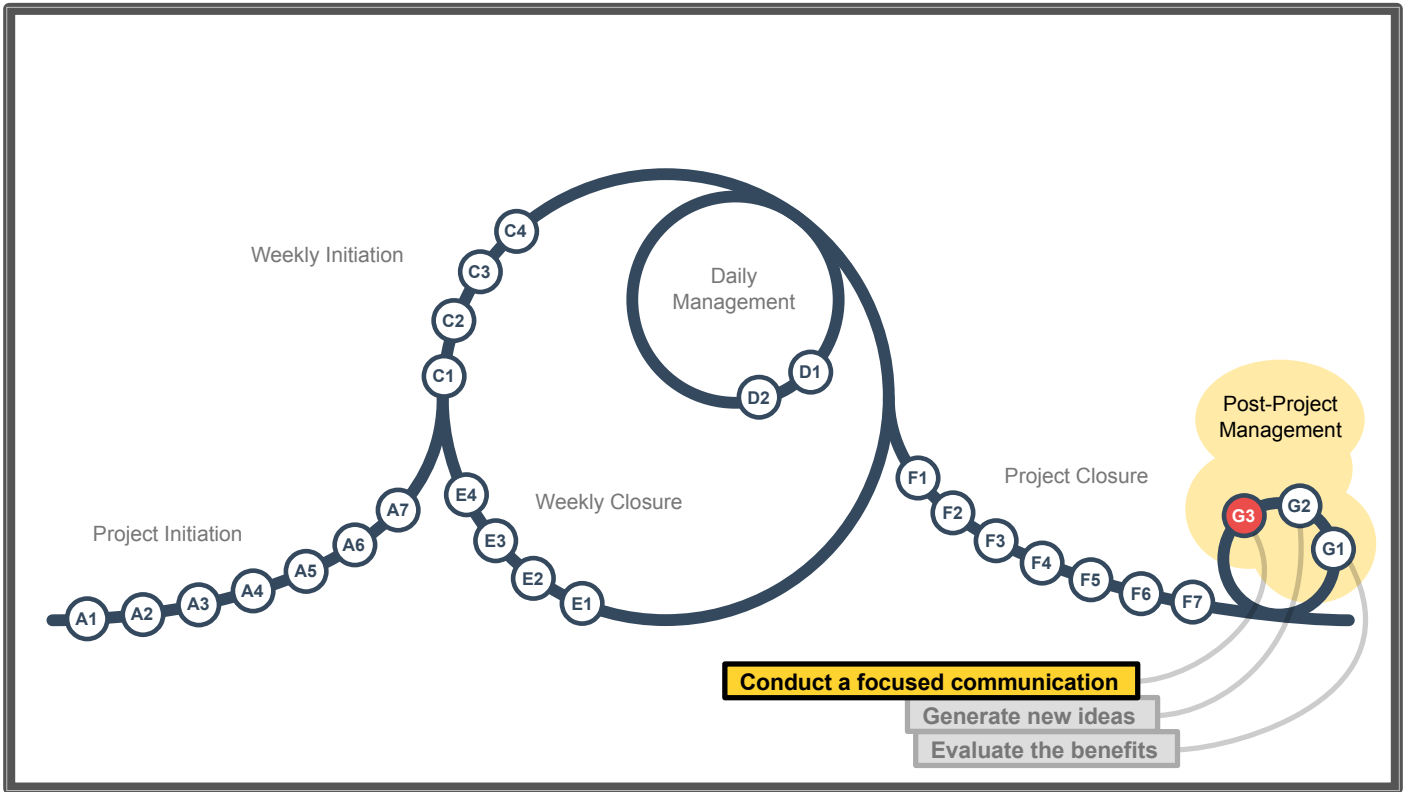 Weekly Initiation
C4
C3
C2
C1
Daily
Management
D1
D2
Project Initiation
A1
A2
A3
A4
A5
A6
A7
Weekly Closure
E4
E3
E2
E1
Project Closure
F1
F2
F3
F4
F5
F6
F7
Post-Project
Management
G3
G2
G1
Conduct a focused communication
Generate new ideas
Evaluate the benefits